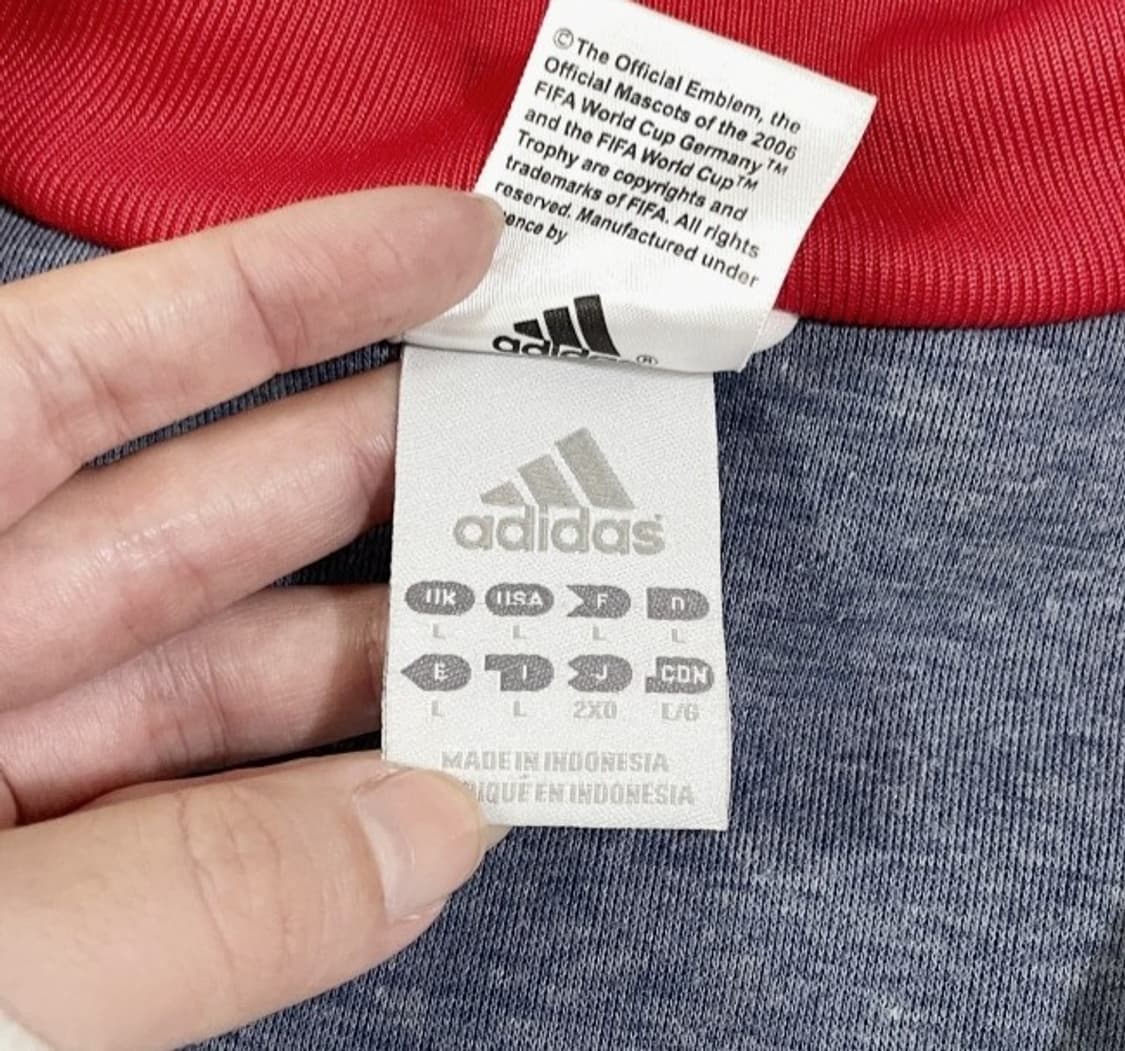 ©The Official Emblem, the
Official Mascots of the 2006
FIFA World Cup Germany™
and the FIFA World Cup™
Trophy are copyrights and
trademarks of FIFA. All rights
reserved. Manufactured under
ence by
adidas®
adidas
UK USA F D
L L L L
E I J CDN
L L 2XO L/G
MADE IN INDONESIA
IQUÉ EN INDONESIA